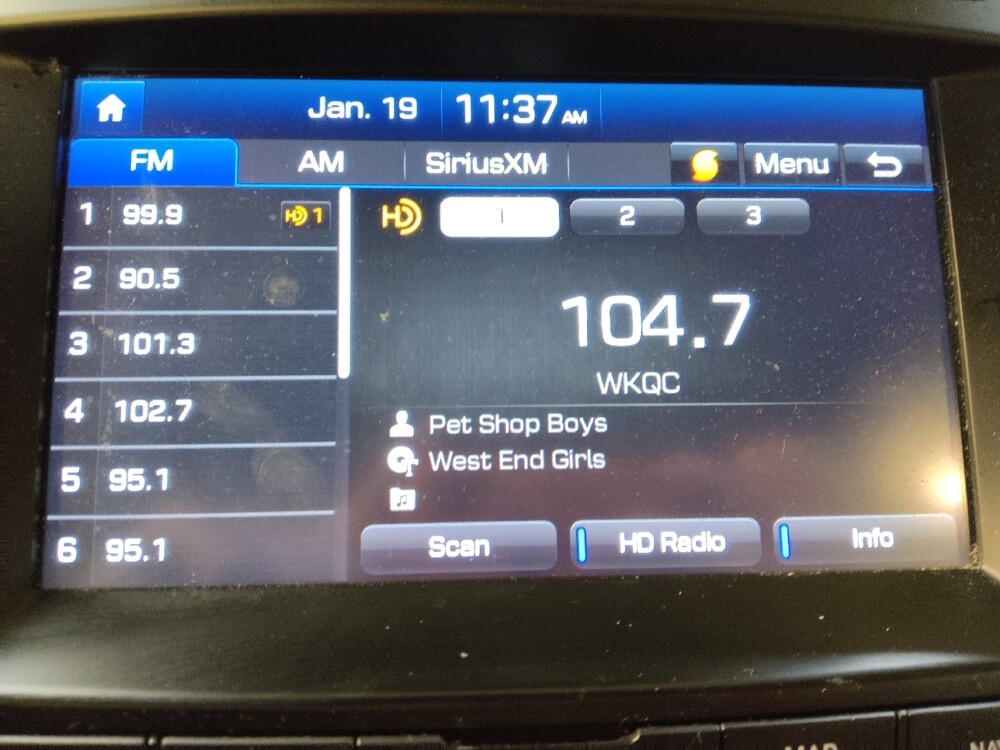 Jan. 19 11:37 AM
FM AM SiriusXM Menu
1 99.9 HD 1
HD 1 2 3
2 90.5
3 101.3
104.7
WKQC
4 102.7
Pet Shop Boys
West End Girls
5 95.1
6 95.1
Scan HD Radio Info
MAP